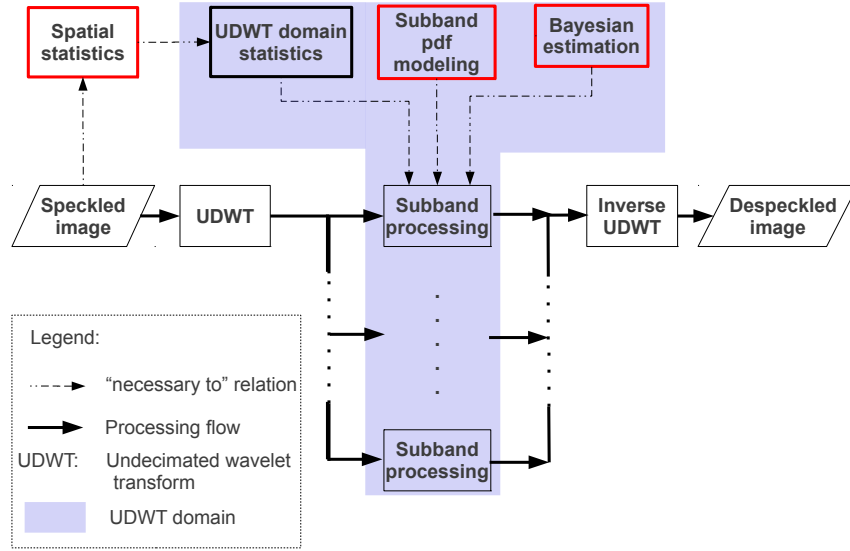 Spatial
statistics
UDWT domain
statistics
Subband
pdf
modeling
Bayesian
estimation
Speckled
image
UDWT
Subband
processing
Inverse
UDWT
Despeckled
image
Legend:
“necessary to” relation
Processing flow
UDWT: Undecimated wavelet
transform
UDWT domain
Subband
processing